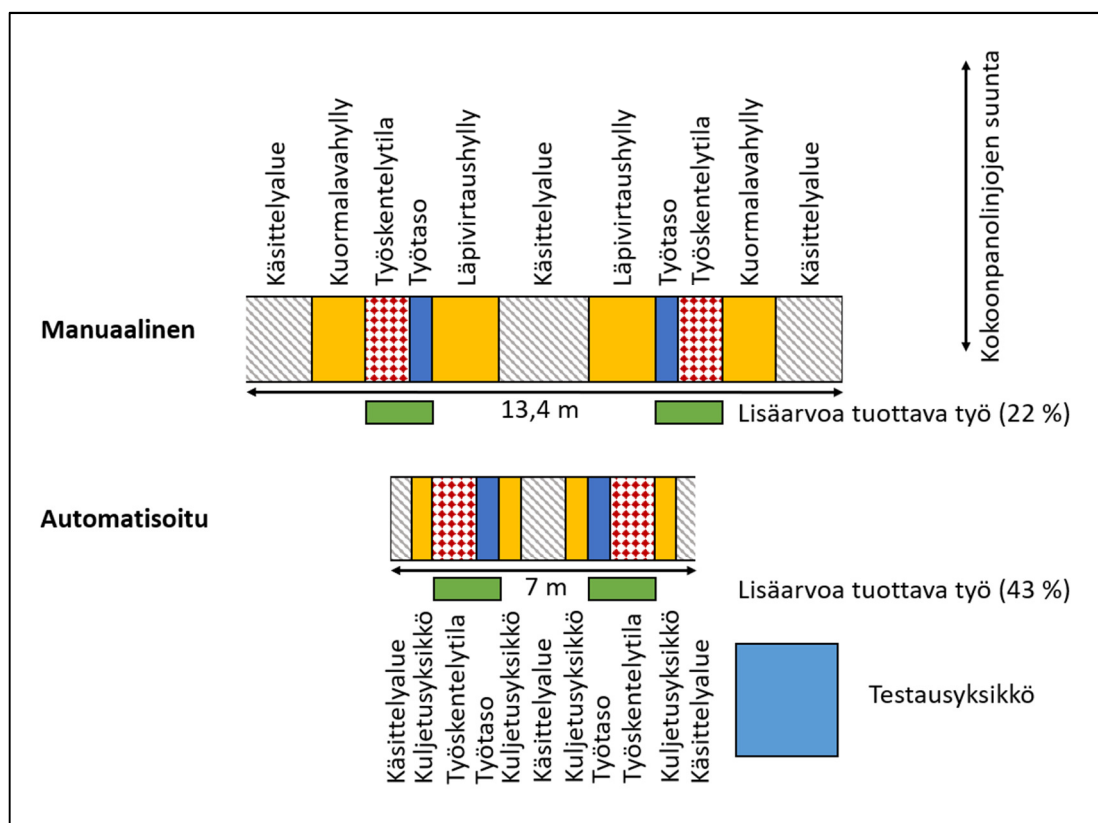 Käsittelyalue
Kuormalavahylly
Työskentelytila
Työtaso
Läpivirtaushylly
Käsittelyalue
Läpivirtaushylly
Työtaso
Työskentelytila
Kuormalavahylly
Käsittelyalue
Kokoonpanolinjojen suunta
Manuaalinen
13,4 m
Lisäarvoa tuottava työ (22 %)
Automatisoitu
7 m
Lisäarvoa tuottava työ (43 %)
Käsittelyalue
Kuljetusyksikkö
Työskentelytila
Työtaso
Kuljetusyksikkö
Käsittelyalue
Kuljetusyksikkö
Työtaso
Työskentelytila
Kuljetusyksikkö
Käsittelyalue
Testausyksikkö